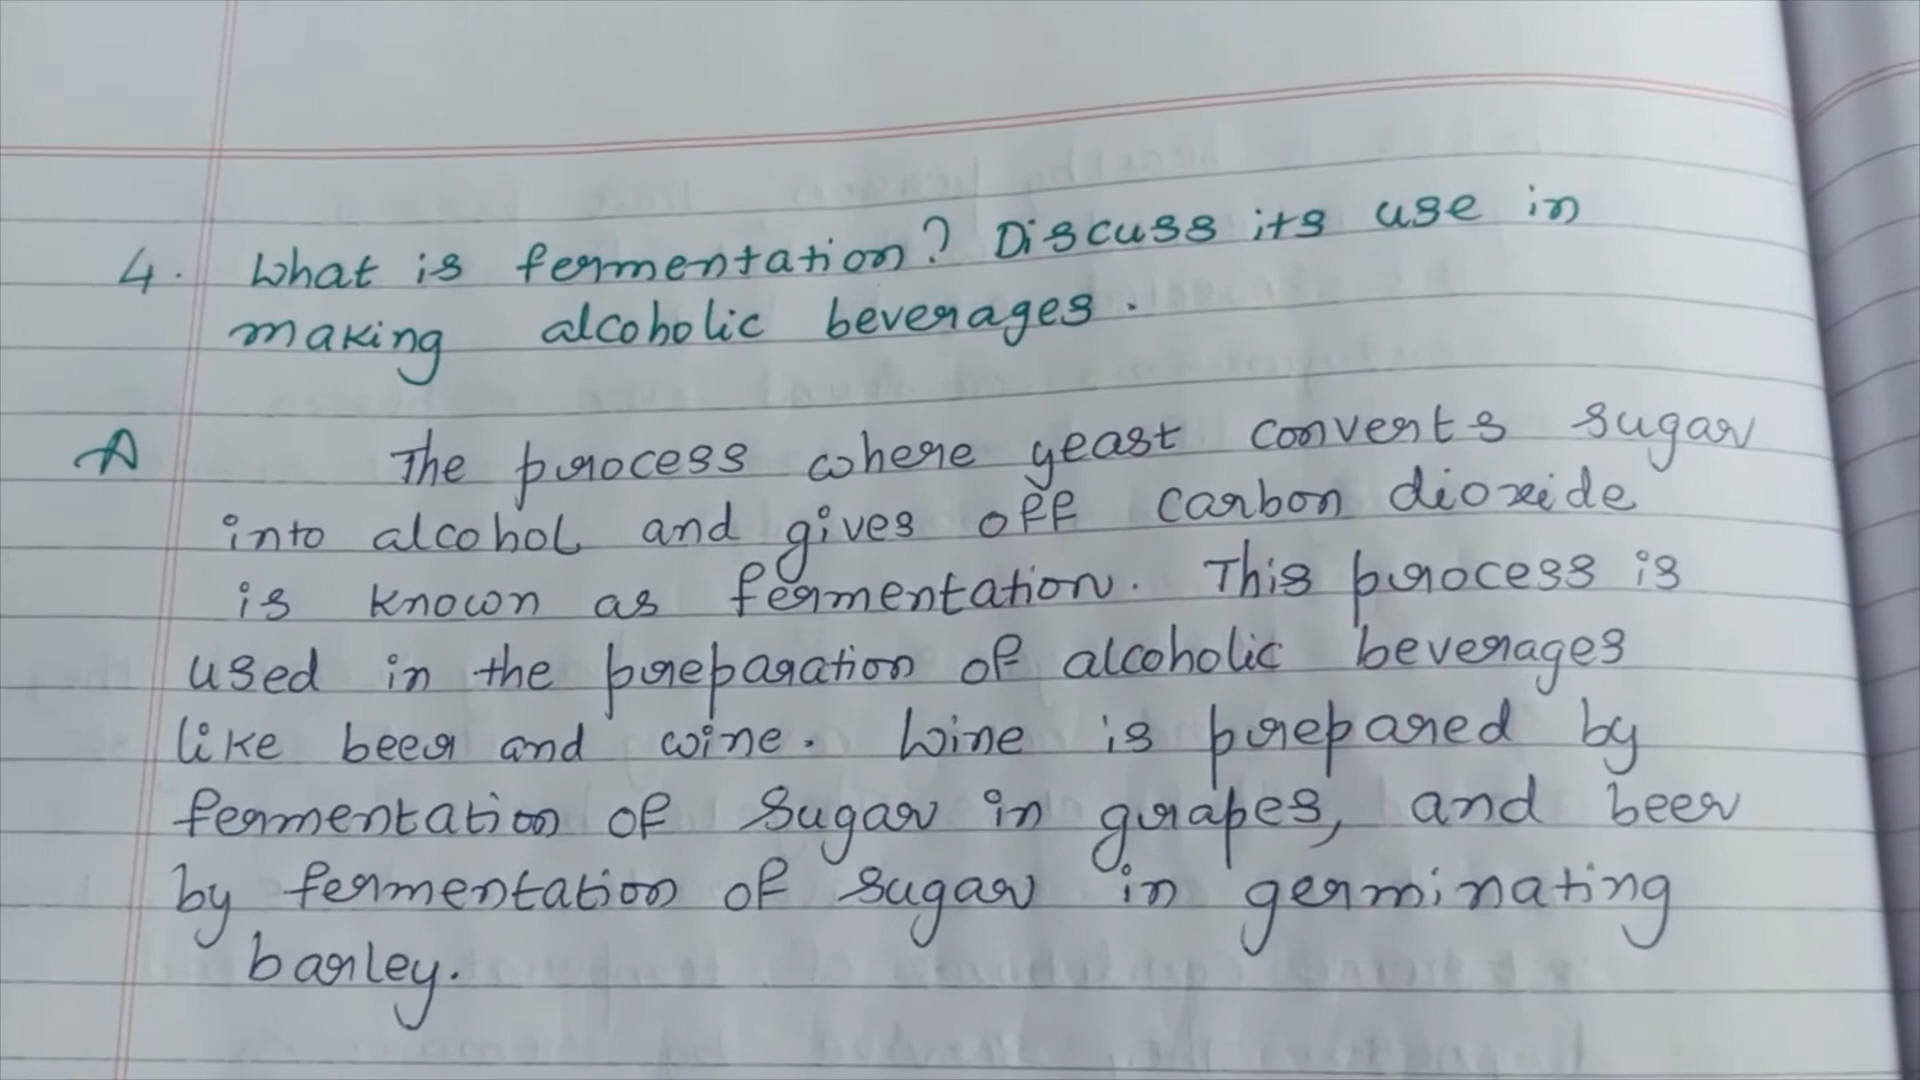 4. What is fermentation? Discuss its use in
making alcoholic beverages.
A The process where yeast converts sugar
into alcohol and gives off carbon dioxide
is known as fermentation. This process is
used in the preparation of alcoholic beverages
like beer and wine. Wine is prepared by
fermentation of sugar in grapes, and beer
by fermentation of sugar in germinating
barley.